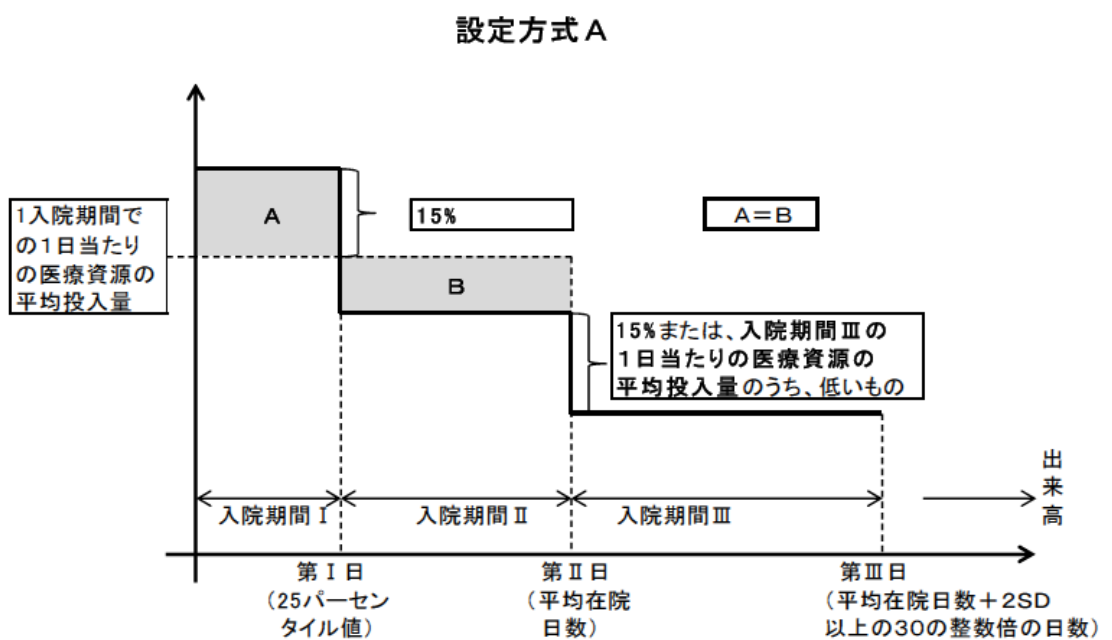 設定方式A
1入院期間で
の1日当たり
の医療資源の
平均投入量
A
15%
A=B
B
15%または、入院期間Ⅲの
1日当たりの医療資源の
平均投入量のうち、低いもの
出
来
高
入院期間Ⅰ
入院期間Ⅱ
入院期間Ⅲ
第Ⅰ日
(25パーセン
タイル値)
第Ⅱ日
(平均在院
日数)
第Ⅲ日
(平均在院日数+2SD
以上の30の整数倍の日数)